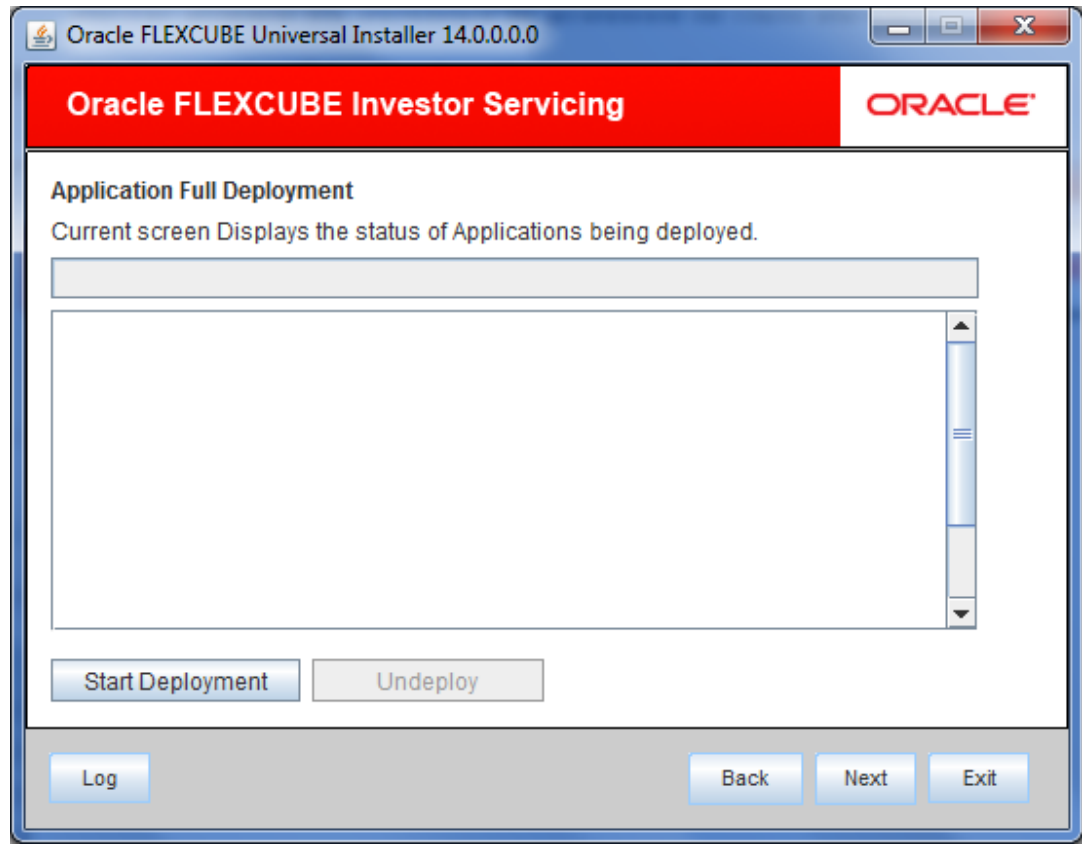 Oracle FLEXCUBE Universal Installer 14.0.0.0.0
Oracle FLEXCUBE Investor Servicing
ORACLE
Application Full Deployment
Current screen Displays the status of Applications being deployed.
Start Deployment
Undeploy
Log
Back
Next
Exit